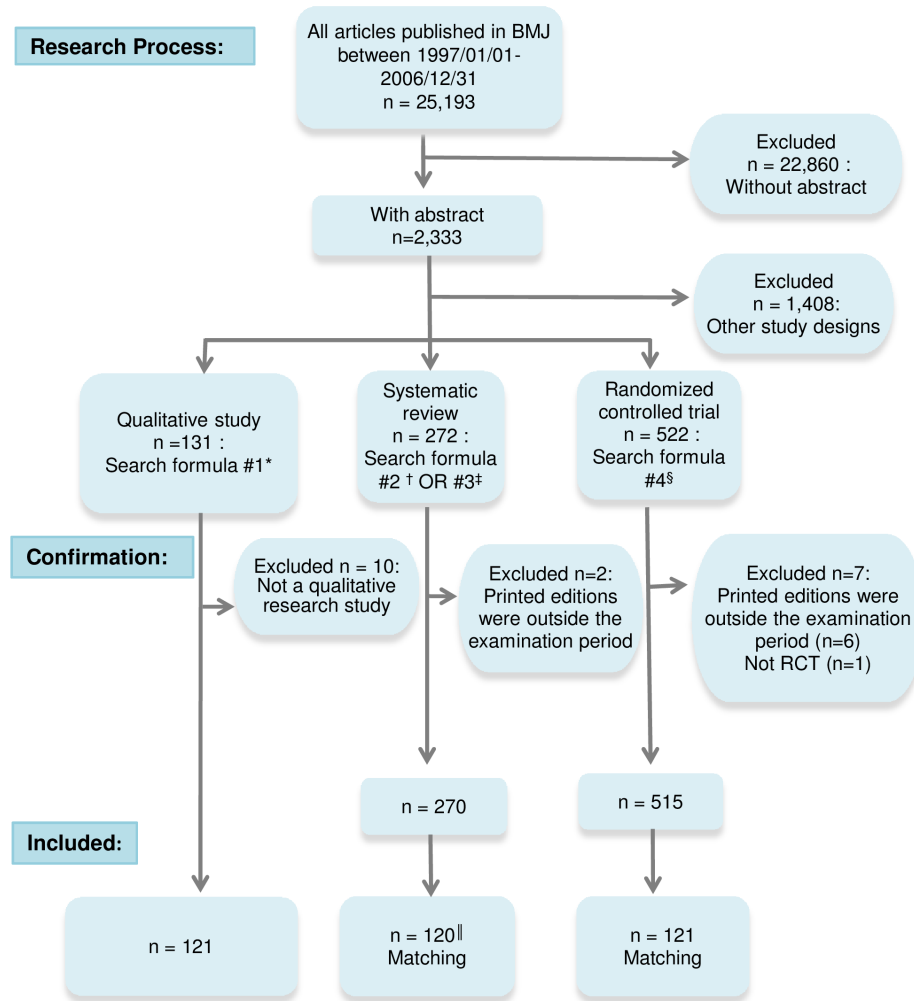 Research Process:
All articles published in BMJ
between 1997/01/01-
2006/12/31
n = 25,193
Excluded
n = 22,860 :
Without abstract
With abstract
n=2,333
Excluded
n = 1,408:
Other study designs
Qualitative study
n =131 :
Search formula #1*
Systematic
review
n = 272 :
Search formula
#2 † OR #3‡
Randomized
controlled trial
n = 522 :
Search formula
#4§
Confirmation:
Excluded n = 10:
Not a qualitative
research study
Excluded n=2:
Printed editions
were outside the
examination period
Excluded n=7:
Printed editions were
outside the examination
period (n=6)
Not RCT (n=1)
n = 270
n = 515
Included:
n = 121
n = 120‖
Matching
n = 121
Matching